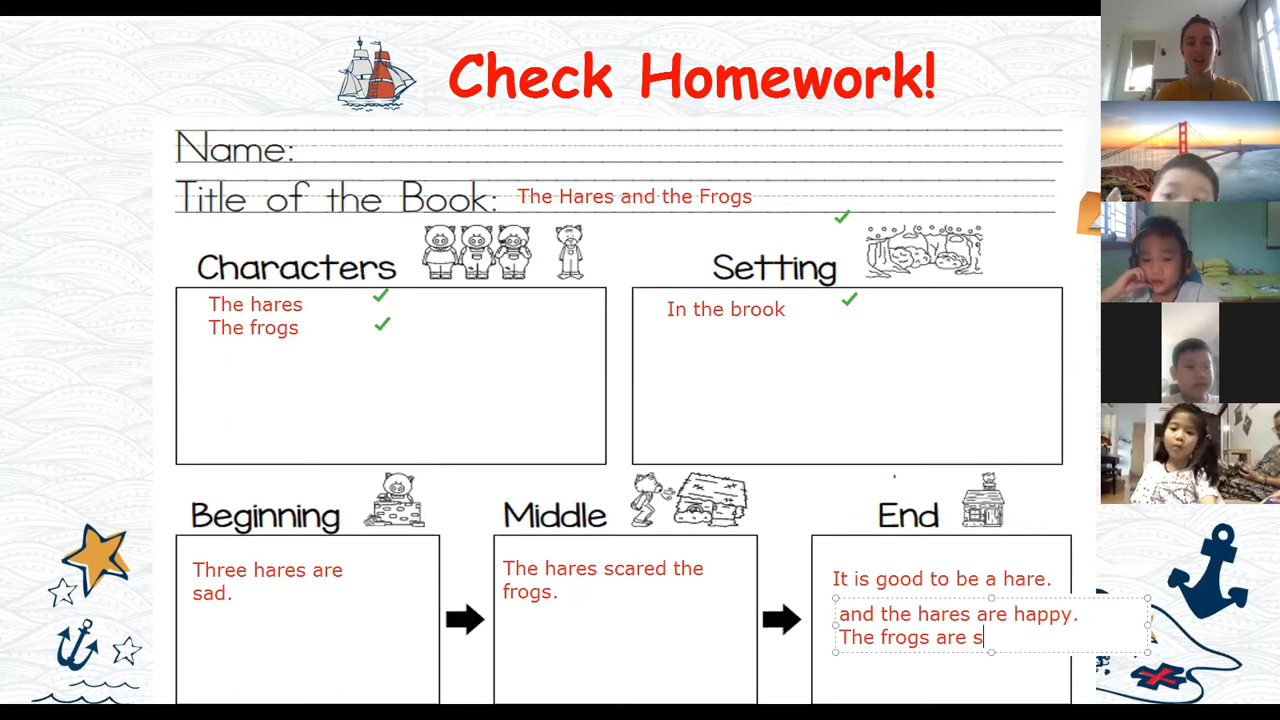 Check Homework!
Name:
Title of the Book: The Hares and the Frogs
Characters
The hares
The frogs
Setting
In the brook
Beginning
Three hares are
sad.
Middle
The hares scared the
frogs.
End
It is good to be a hare.
and the hares are happy.
The frogs are s